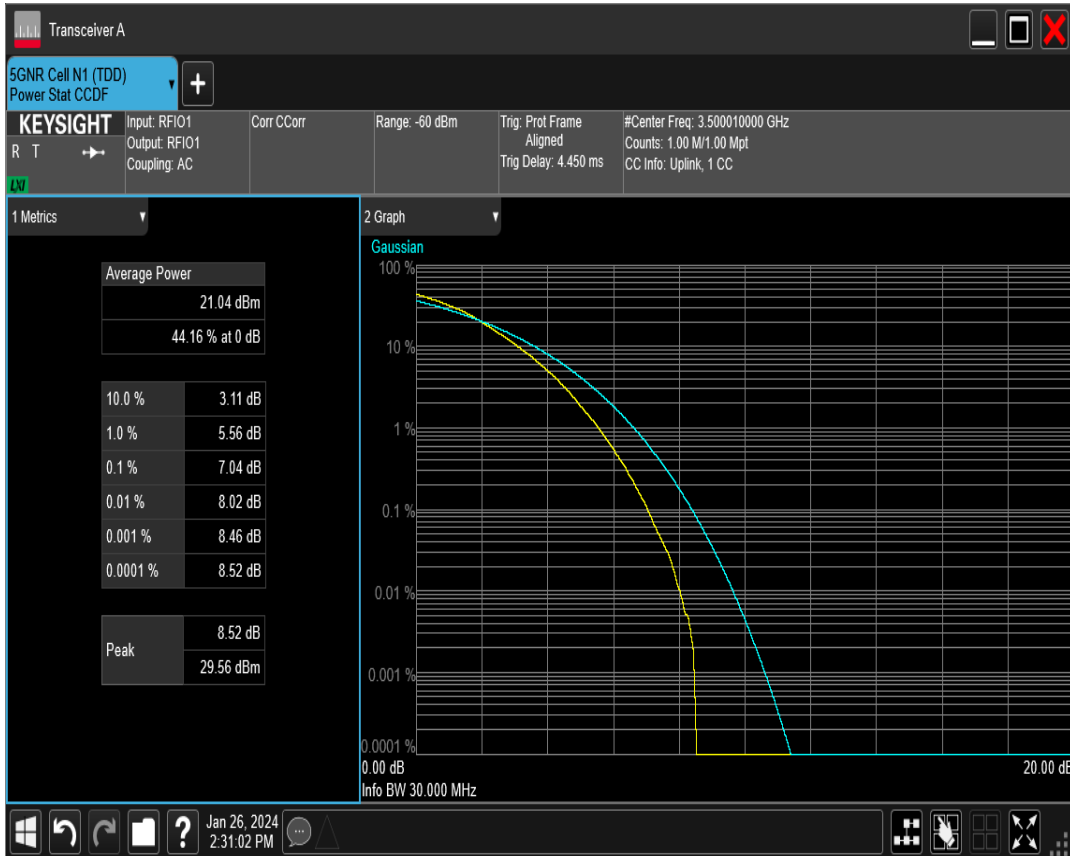 Transceiver A
5GNR Cell N1 (TDD)
Power Stat CCDF
+
KEYSIGHT
R T
LXI
Input: RFIO1
Output: RFIO1
Coupling: AC
Corr CCorr
Range: -60 dBm
Trig: Prot Frame
Aligned
Trig Delay: 4.450 ms
#Center Freq: 3.500010000 GHz
Counts: 1.00 M/1.00 Mpt
CC Info: Uplink, 1 CC
1 Metrics
Average Power
21.04 dBm
44.16 % at 0 dB
10.0 % 3.11 dB
1.0 % 5.56 dB
0.1 % 7.04 dB
0.01 % 8.02 dB
0.001 % 8.46 dB
0.0001 % 8.52 dB
Peak
8.52 dB
29.56 dBm
2 Graph
Gaussian
100 %
10 %
1 %
0.1 %
0.01 %
0.001 %
0.0001 %
0.00 dB
20.00 dB
Info BW 30.000 MHz
?
Jan 26, 2024
2:31:02 PM